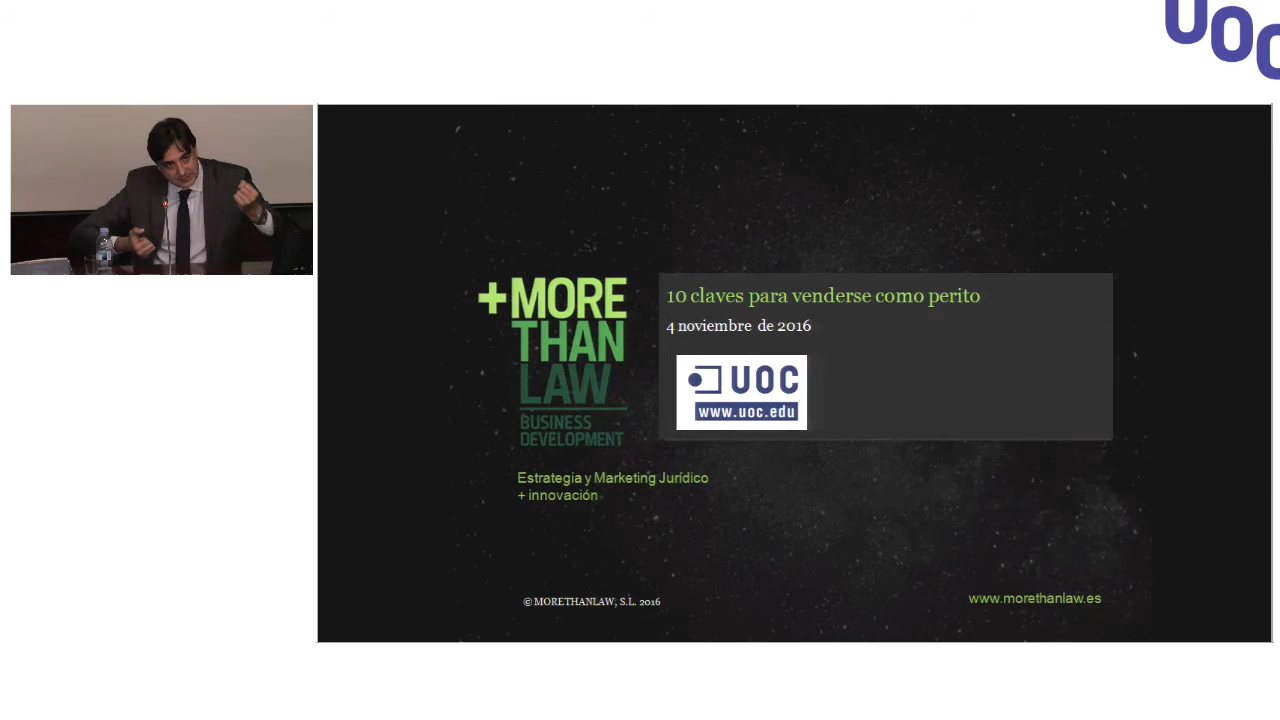 UOC
+MORE
THAN
LAW
BUSINESS
DEVELOPMENT
10 claves para venderse como perito
4 noviembre de 2016
UOC
www.uoc.edu
Estrategia y Marketing Jurídico
+ innovación
© MORETHANLAW, S.L. 2016
www.morethanlaw.es